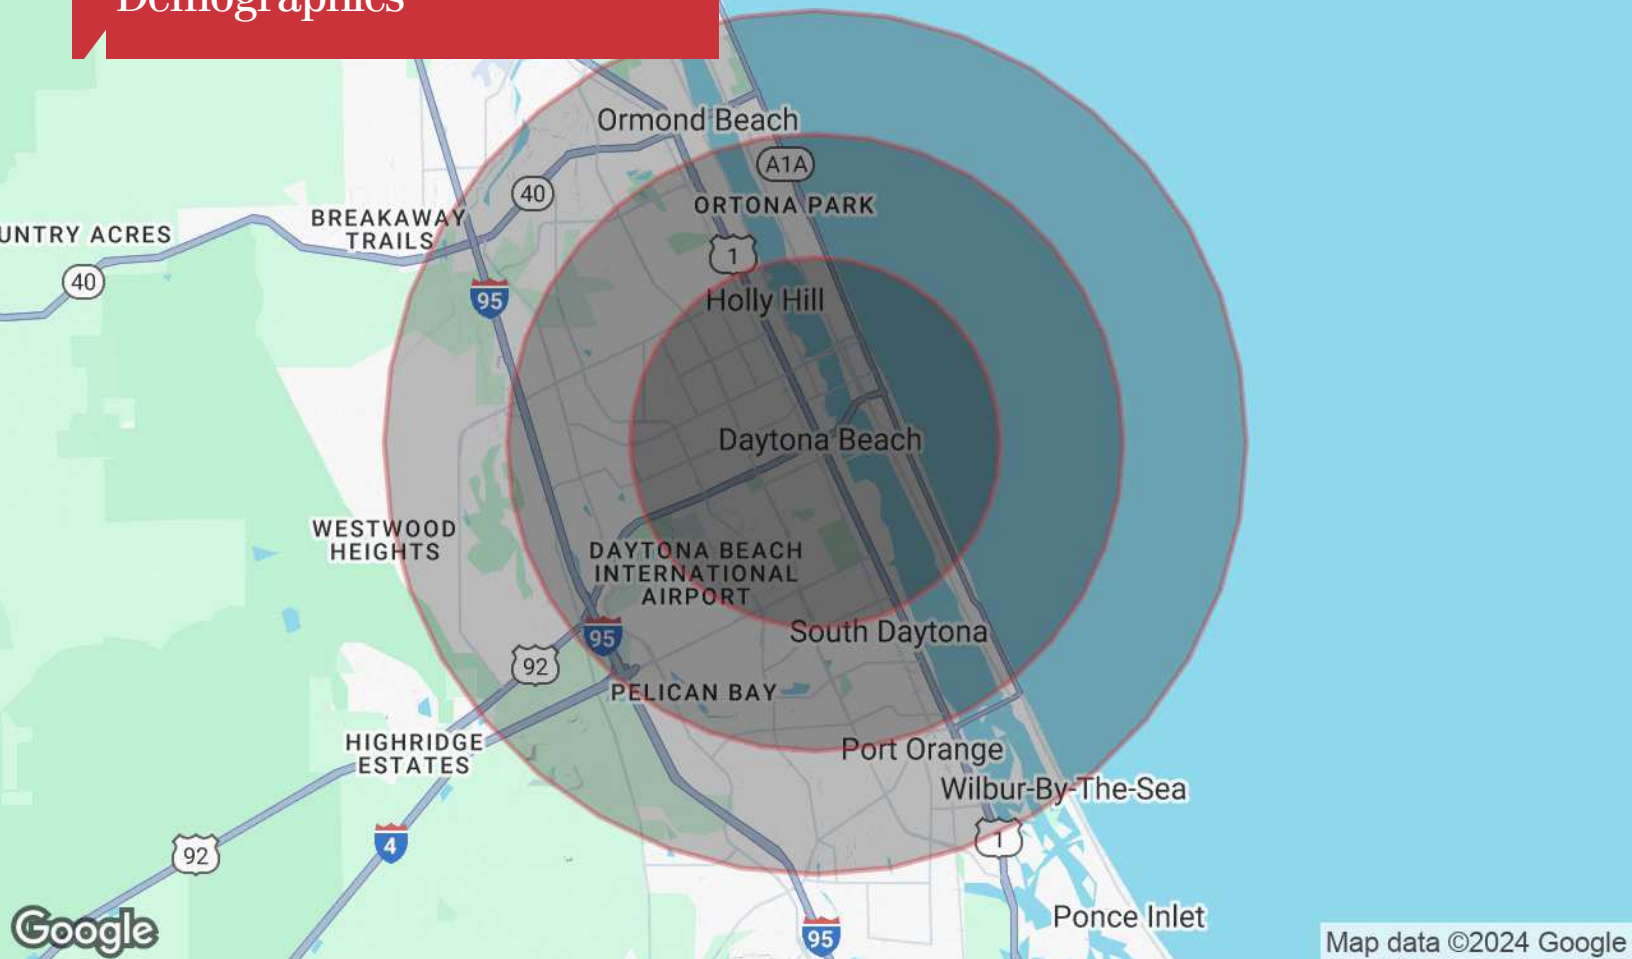 Demographics
Ormond Beach
A1A
40
ORTONA PARK
BREAKAWAY
TRAILS
UNTRY ACRES
1
40
95
Holly Hill
Daytona Beach
WESTWOOD
HEIGHTS
DAYTONA BEACH
INTERNATIONAL
AIRPORT
95
South Daytona
92
PELICAN BAY
HIGHRIDGE
ESTATES
Port Orange
Wilbur-By-The-Sea
1
4
92
Ponce Inlet
95
Google
Map data ©2024 Google